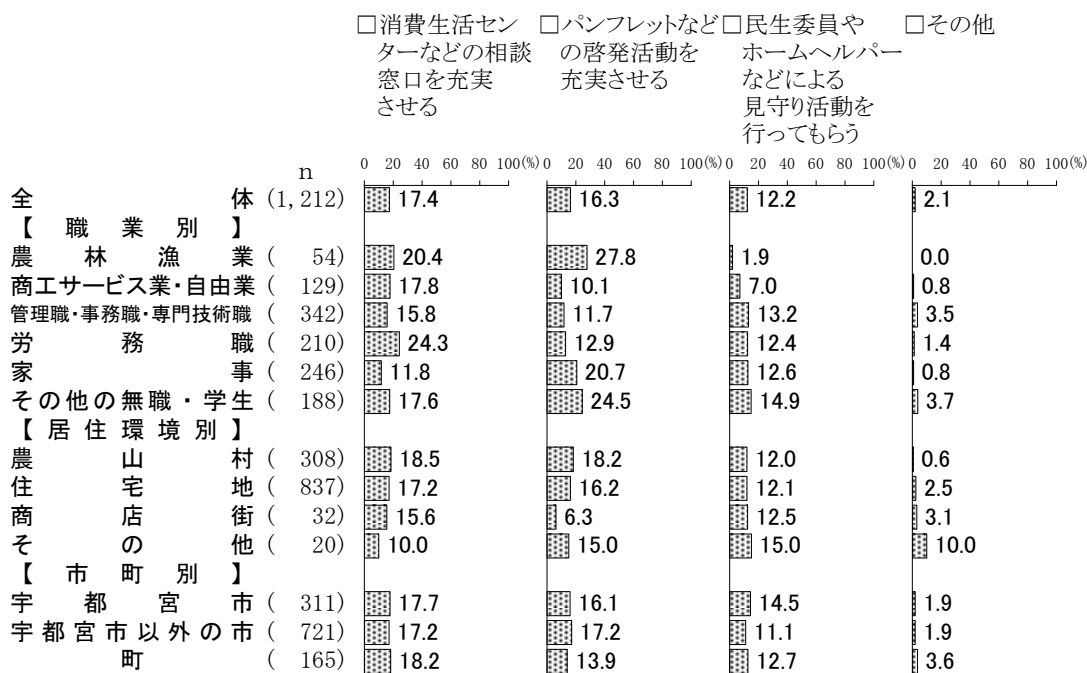 □消費生活セン □パンフレットなど □民生委員や □その他
ターなどの相談 の啓発活動を ホームヘルパー
窓口を充実 充実させる などによる
させる 見守り活動を
行ってもらう
n 0 20 40 60 80 100(%) 0 20 40 60 80 100(%) 0 20 40 60 80 100(%) 0 20 40 60 80 100(%)
全体 (1,212) 17.4 16.3 12.2 2.1
【職業別】
農林漁業 ( 54) 20.4 27.8 1.9 0.0
商工サービス業・自由業 ( 129) 17.8 10.1 7.0 0.8
管理職・事務職・専門技術職 ( 342) 15.8 11.7 13.2 3.5
労務職 ( 210) 24.3 12.9 12.4 1.4
家事 ( 246) 11.8 20.7 12.6 0.8
その他の無職・学生 ( 188) 17.6 24.5 14.9 3.7
【居住環境別】
農山村 ( 308) 18.5 18.2 12.0 0.6
住宅地 ( 837) 17.2 16.2 12.1 2.5
商店街 ( 32) 15.6 6.3 12.5 3.1
その他 ( 20) 10.0 15.0 15.0 10.0
【市町別】
宇都宮市 ( 311) 17.7 16.1 14.5 1.9
宇都宮市以外の市 ( 721) 17.2 17.2 11.1 1.9
町 ( 165) 18.2 13.9 12.7 3.6